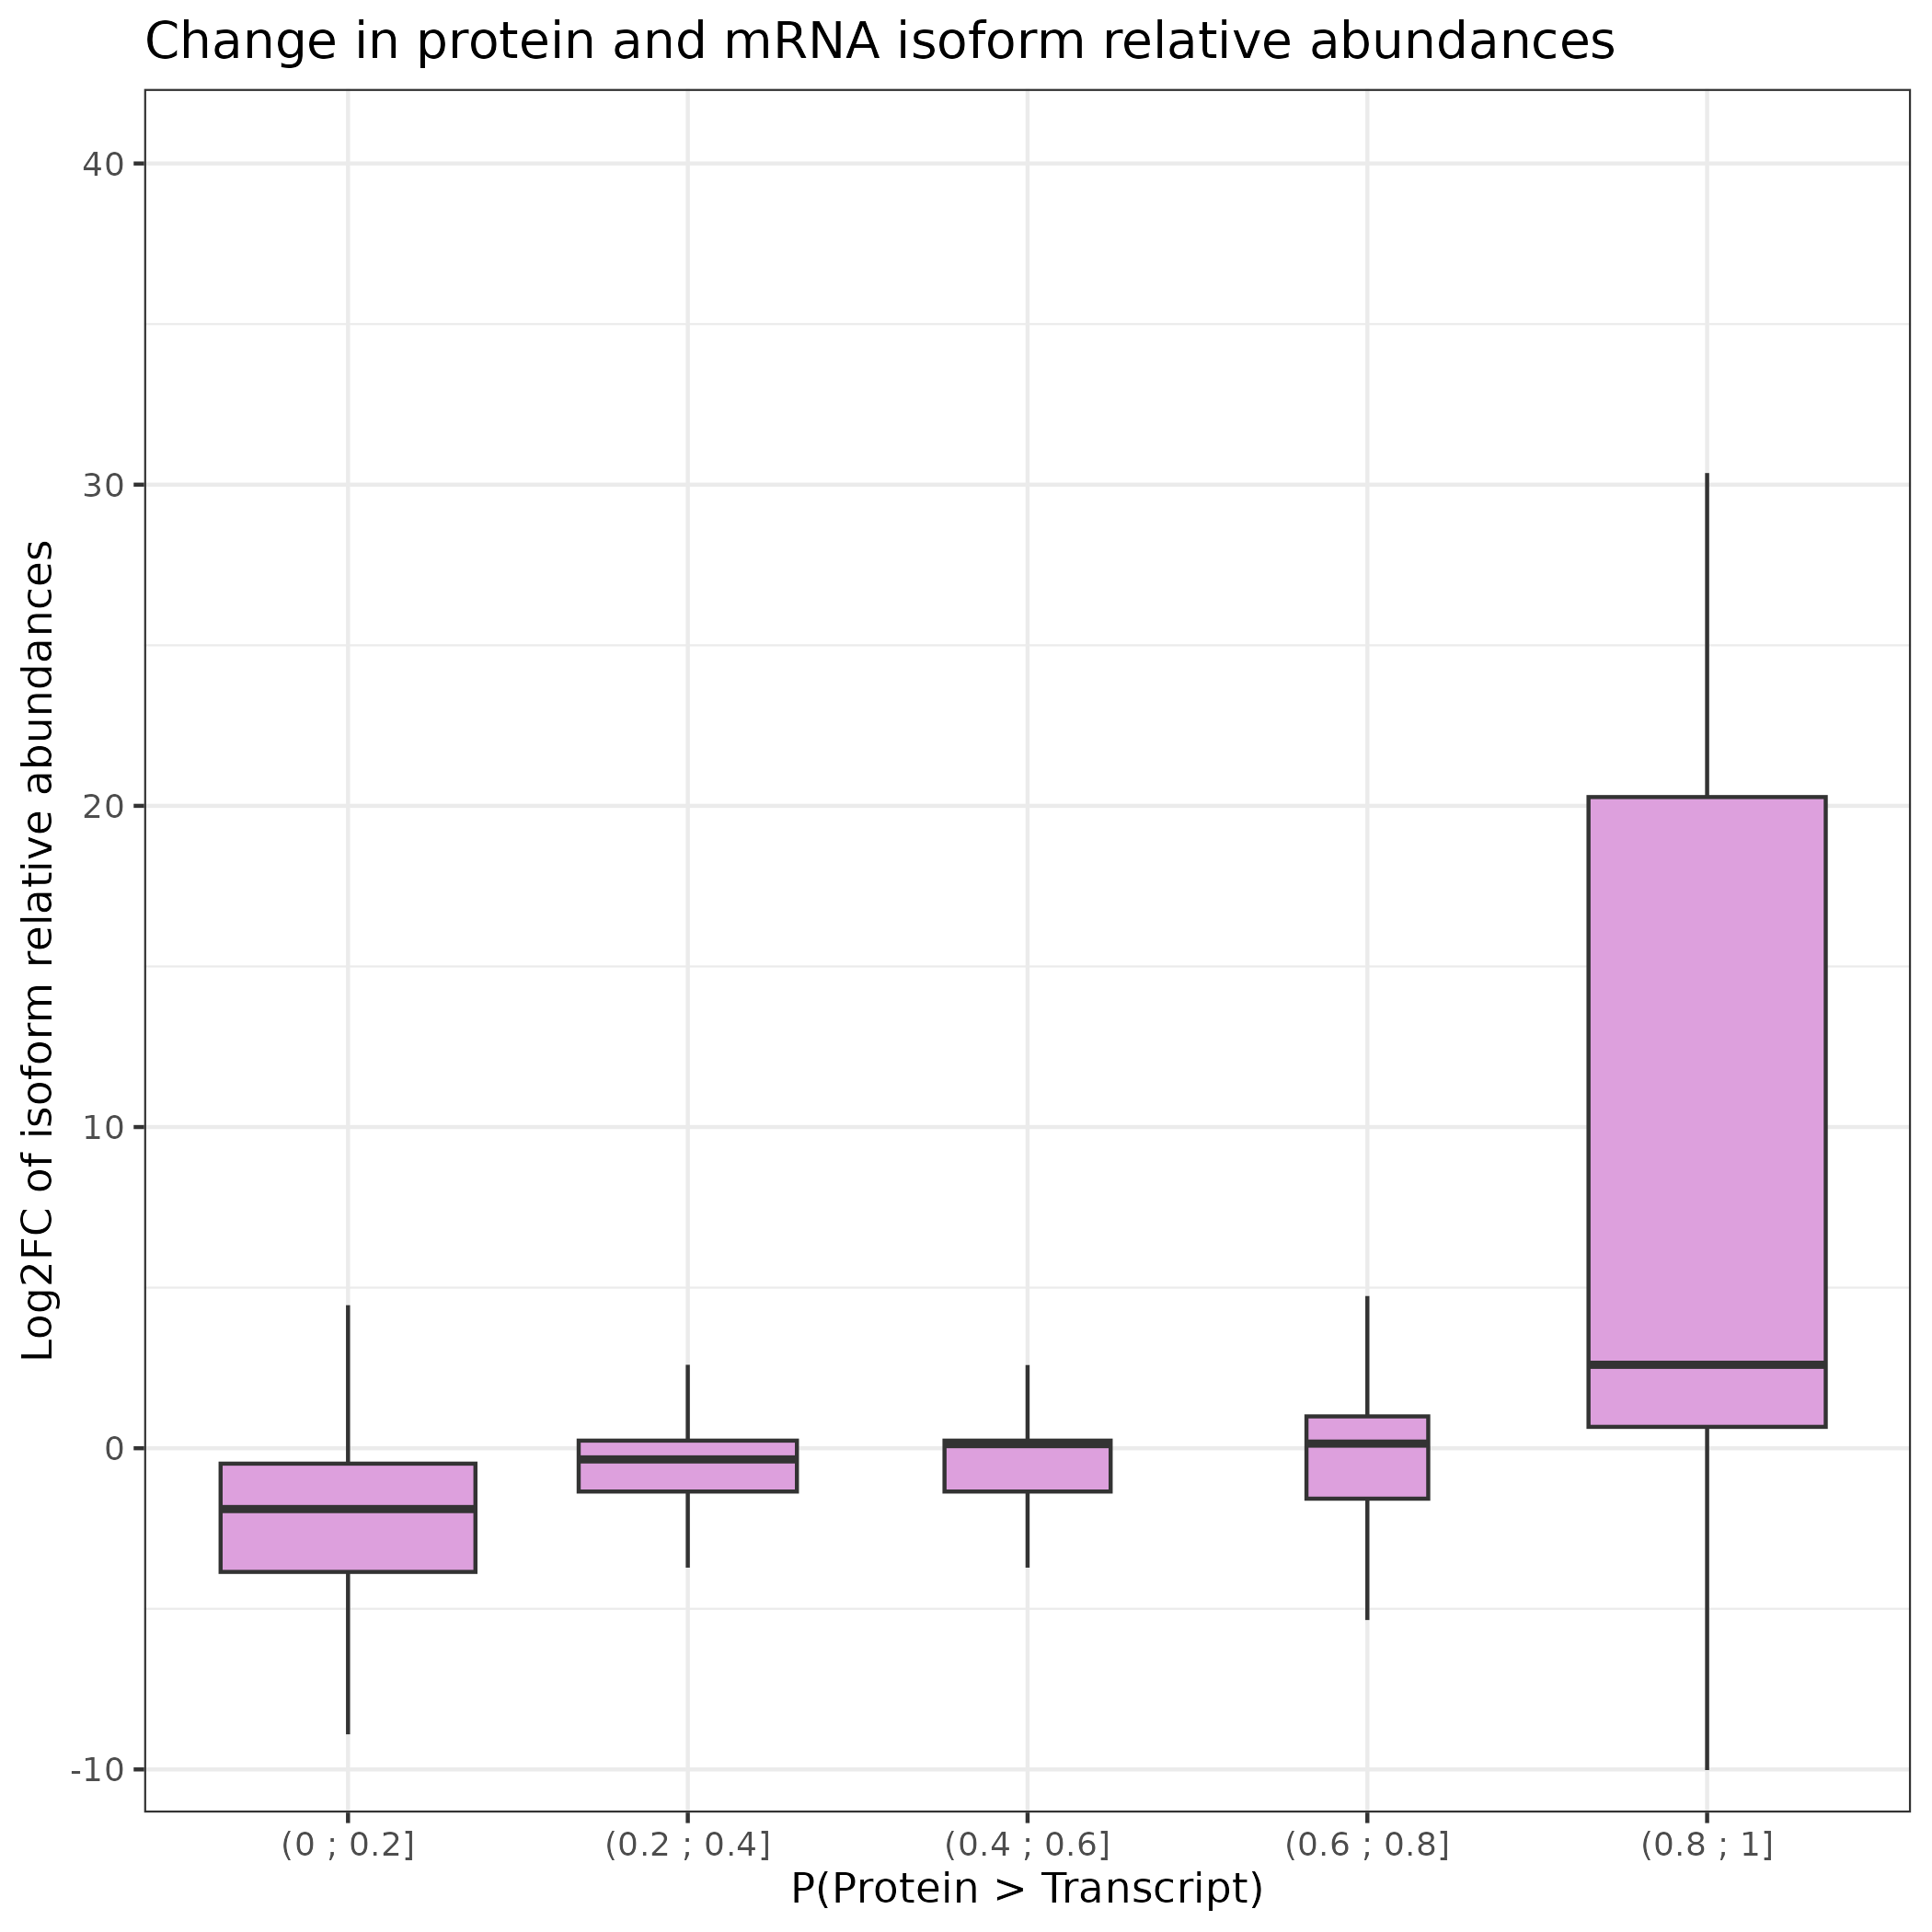 Change in protein and mRNA isoform relative abundances
Log2FC of isoform relative abundances
40
30
20
10
0
-10
(0 ; 0.2]
(0.2 ; 0.4]
(0.4 ; 0.6]
(0.6 ; 0.8]
(0.8 ; 1]
P(Protein > Transcript)